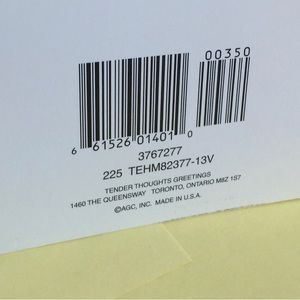 00350
6 61526 01401 0
3767277
225 TEHM82377-13V
TENDER THOUGHTS GREETINGS
1460 THE QUEENSWAY TORONTO, ONTARIO M8Z 1S7
©AGC, INC. MADE IN U.S.A.